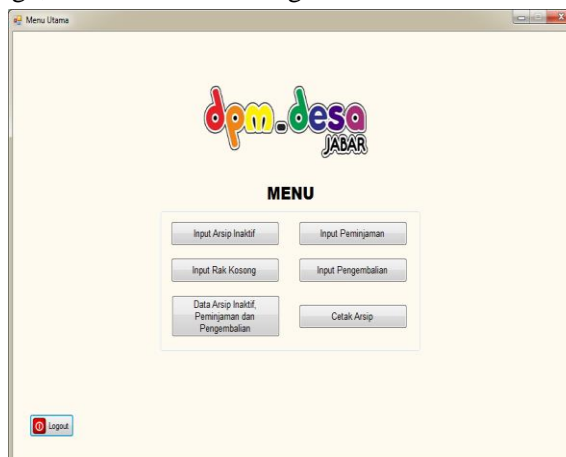 Menu Utama
dpm-desa
JABAR
MENU
Input Arsip Inaktif
Input Peminjaman
Input Rak Kosong
Input Pengembalian
Data Arsip Inaktif,
Peminjaman dan
Pengembalian
Cetak Arsip
Logout